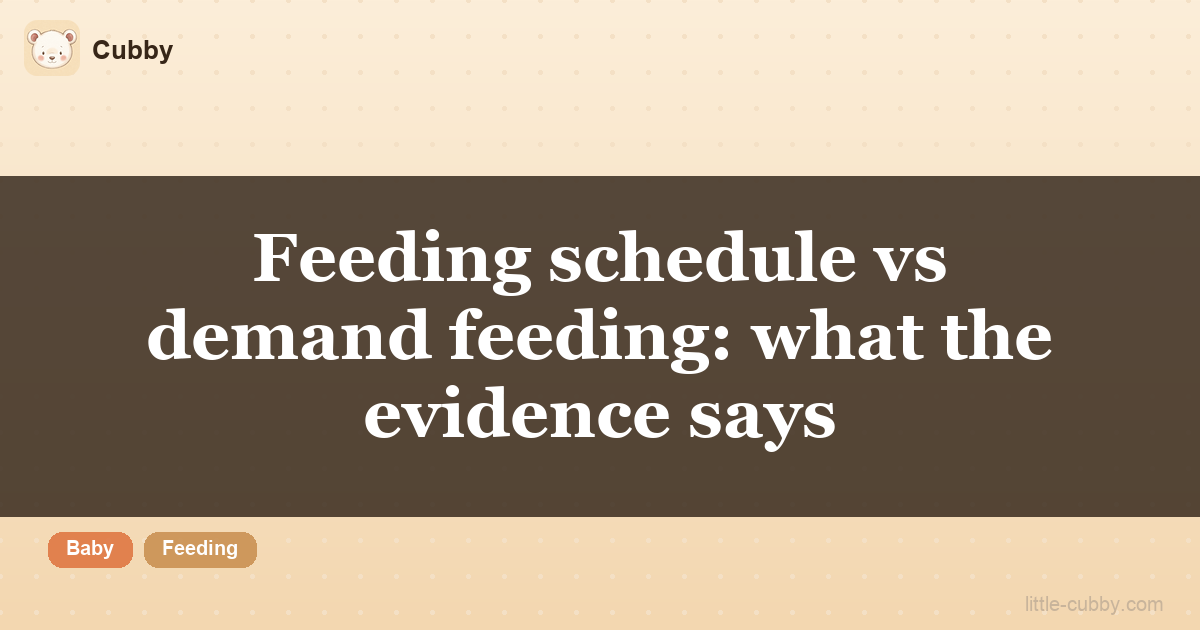 Cubby
Feeding schedule vs
demand feeding: what the
evidence says
Baby
Feeding
little-cubby.com